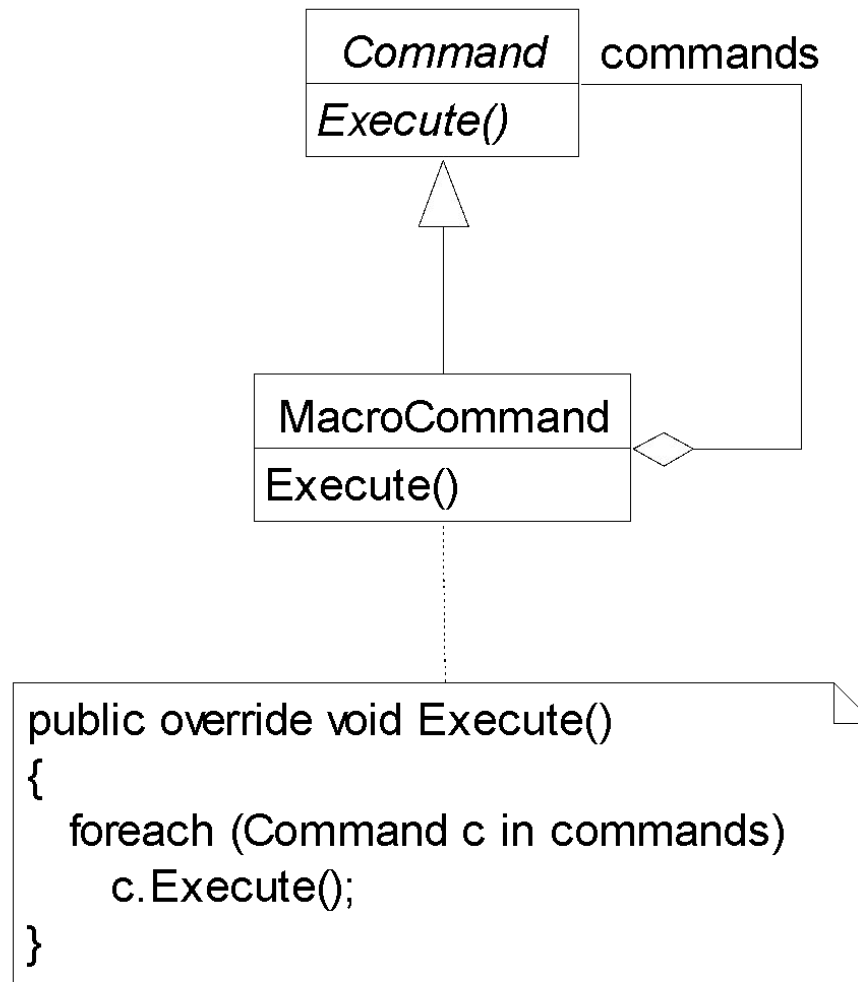 Command
commands
Execute()
MacroCommand
Execute()
public override void Execute()
{
foreach (Command c in commands)
c.Execute();
}